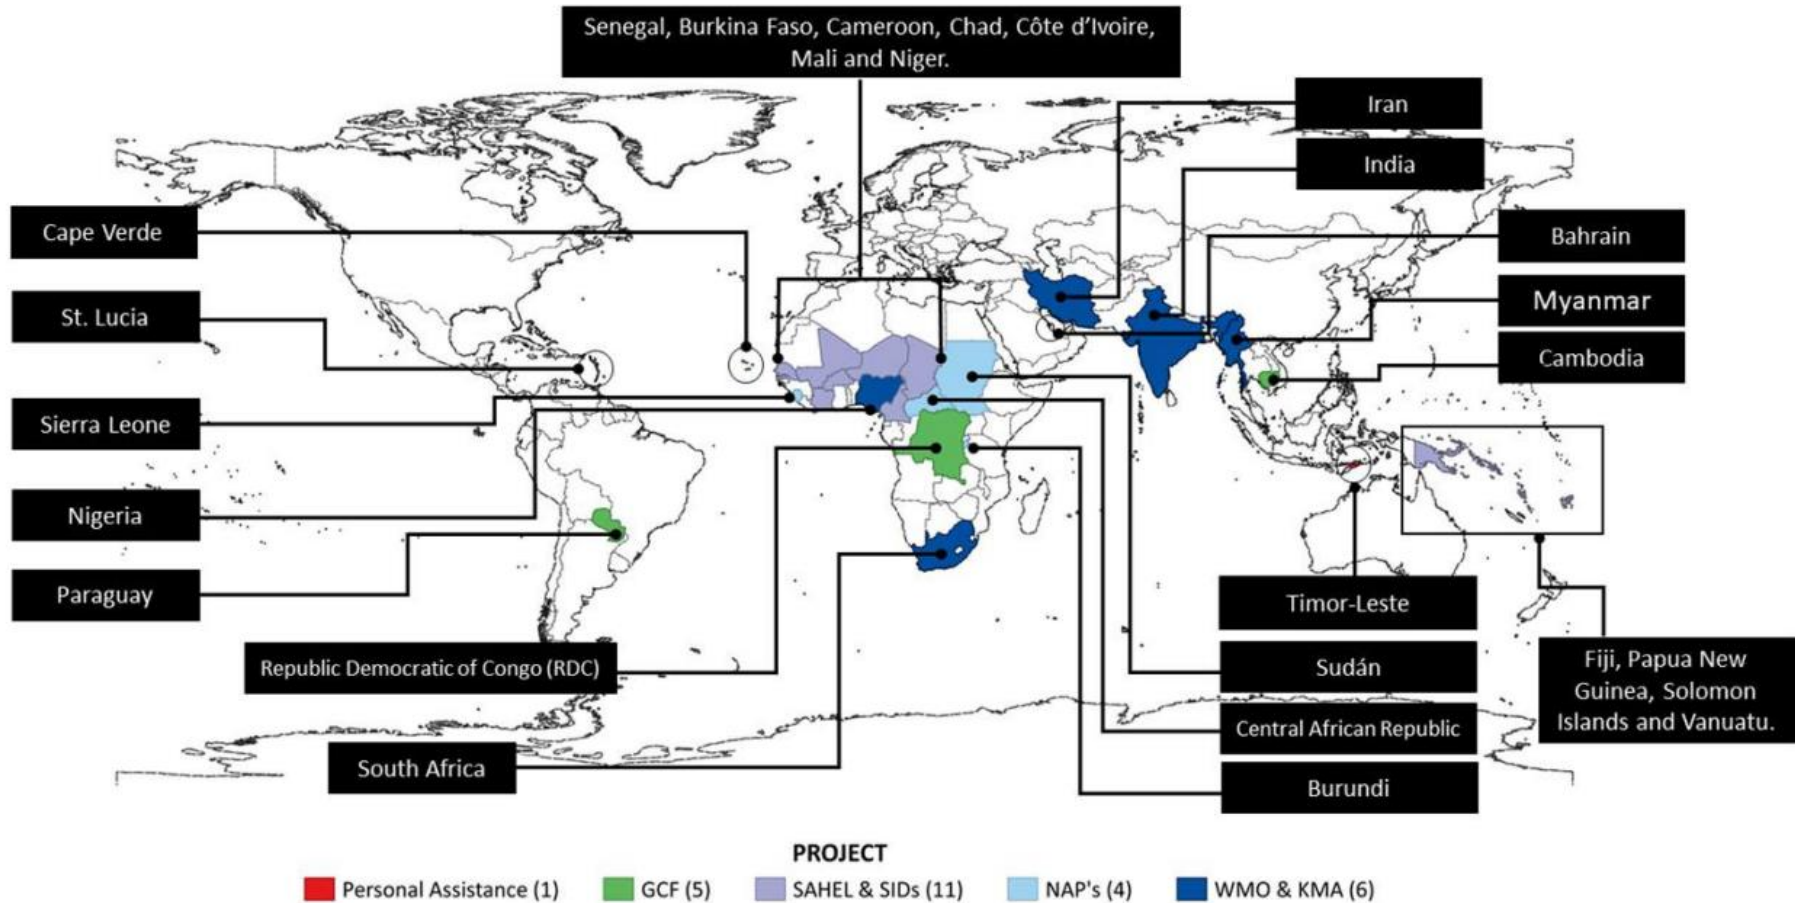 Senegal, Burkina Faso, Cameroon, Chad, Côte d'Ivoire,
Mali and Niger.
Iran
India
Cape Verde
Bahrain
St. Lucia
Myanmar
Cambodia
Sierra Leone
Nigeria
Paraguay
Timor-Leste
Republic Democratic of Congo (RDC)
Sudán
Fiji, Papua New
Guinea, Solomon
Islands and Vanuatu.
Central African Republic
South Africa
Burundi
PROJECT
Personal Assistance (1)
GCF (5)
SAHEL & SIDs (11)
NAP's (4)
WMO & KMA (6)